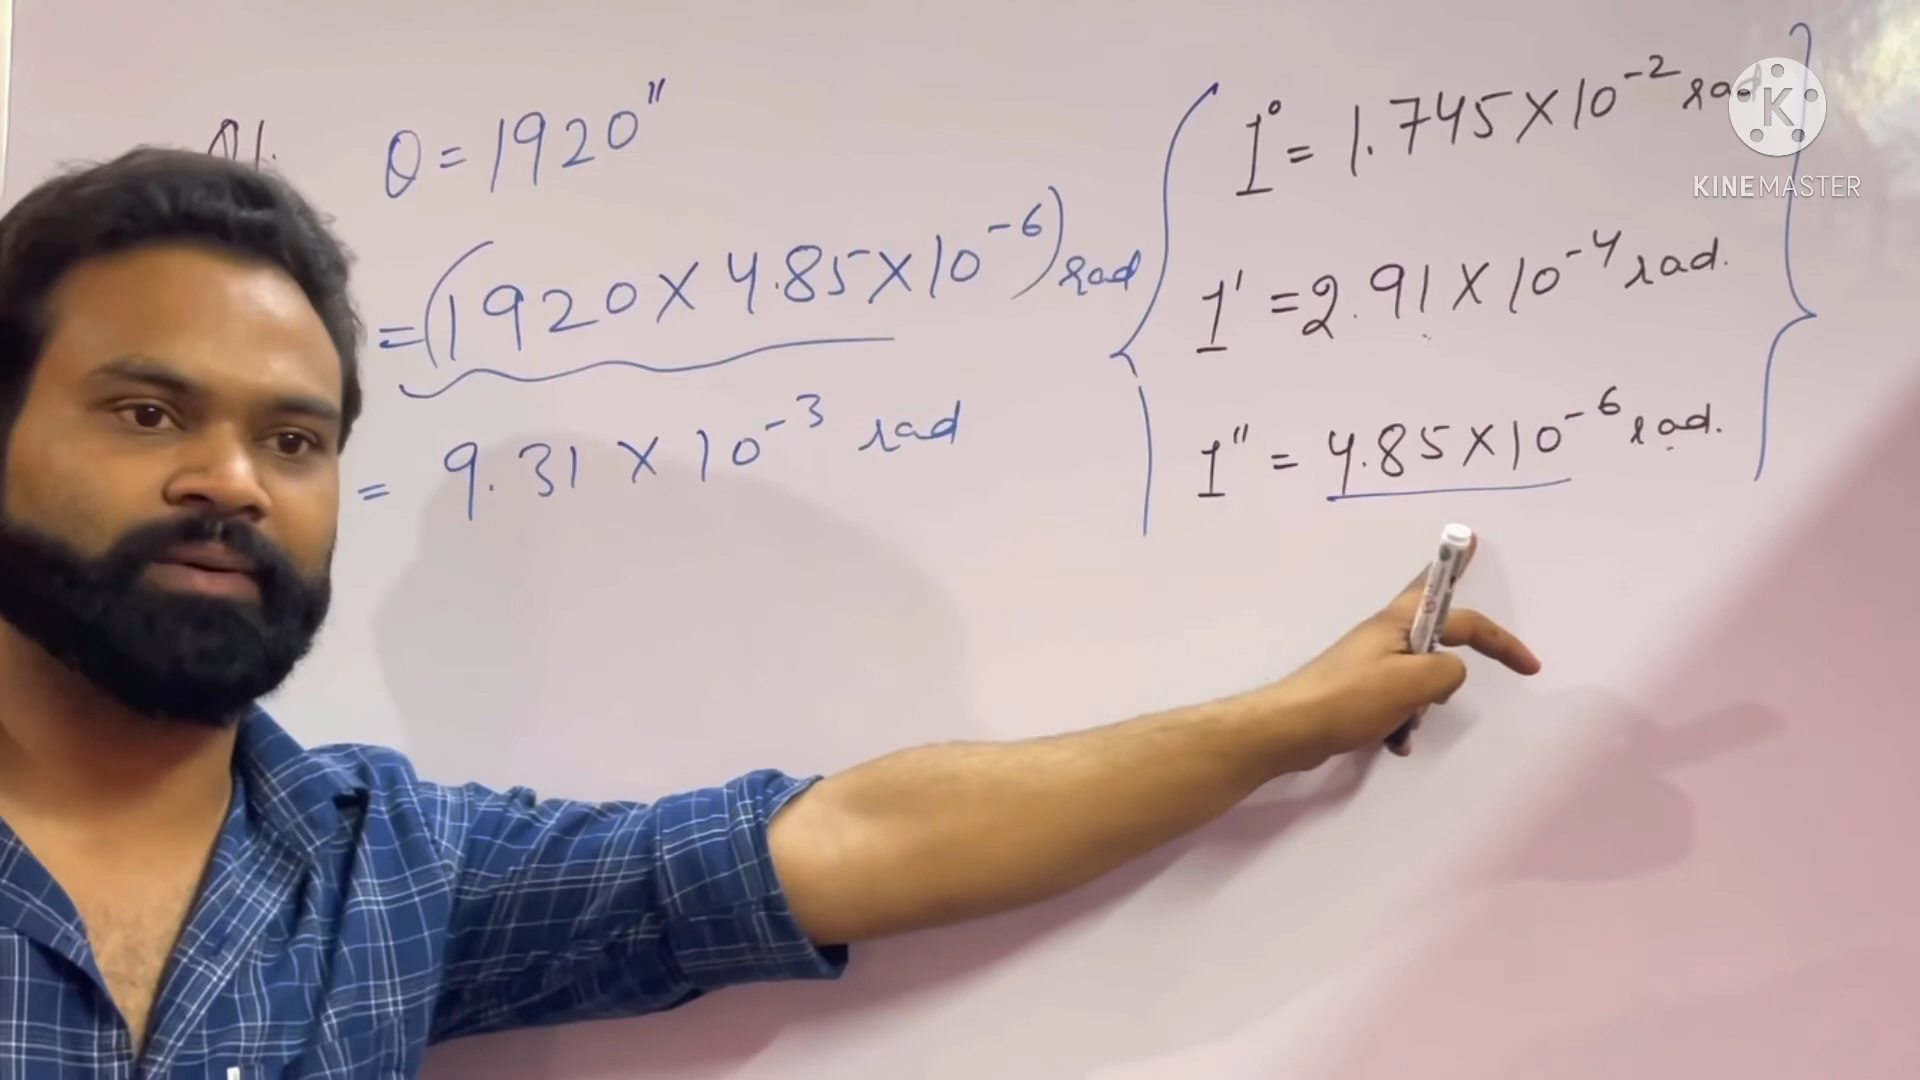 θ = 1920"
= (1920 × 4.85 × 10⁻⁶) rad
= 9.31 × 10⁻³ rad
1° = 1.745 × 10⁻² rad
1' = 2.91 × 10⁻⁴ rad.
1" = 4.85 × 10⁻⁶ rad.
K
KINEMASTER